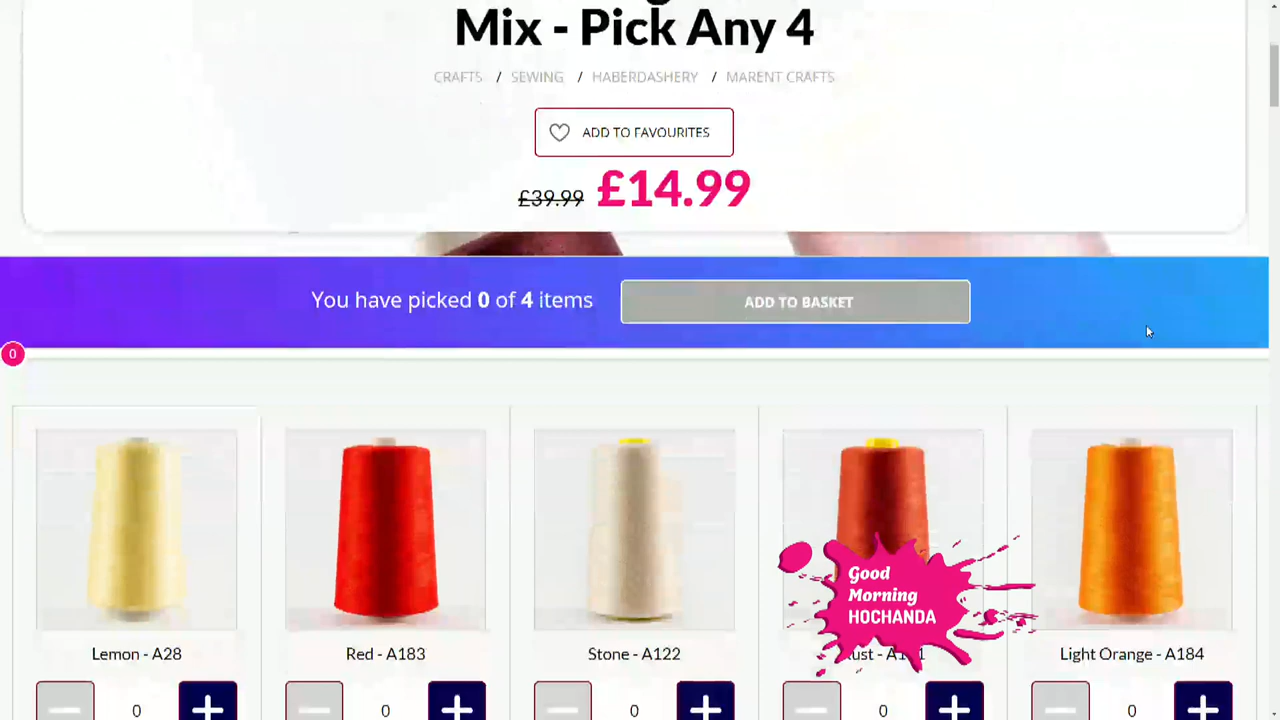 Mix - Pick Any 4
CRAFTS / SEWING / HABERDASHERY / MARENT CRAFTS
ADD TO FAVOURITES
£39.99 £14.99
You have picked 0 of 4 items
ADD TO BASKET
0
Good
Morning
HOCHANDA
Lemon - A28
Red - A183
Stone - A122
Light Orange - A184
0
0
0
0
0